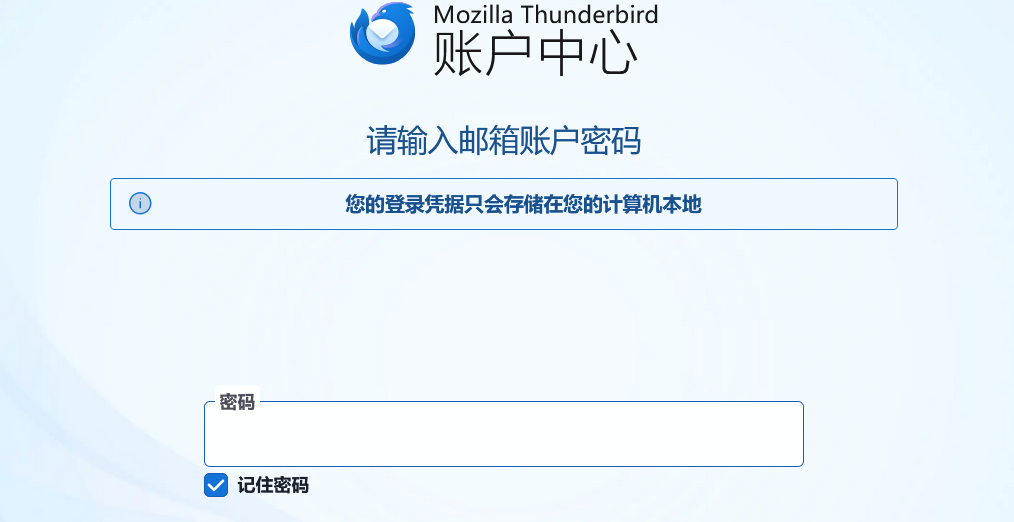 Mozilla Thunderbird
账户中心
请输入邮箱账户密码
您的登录凭据只会存储在您的计算机本地
密码
记住密码